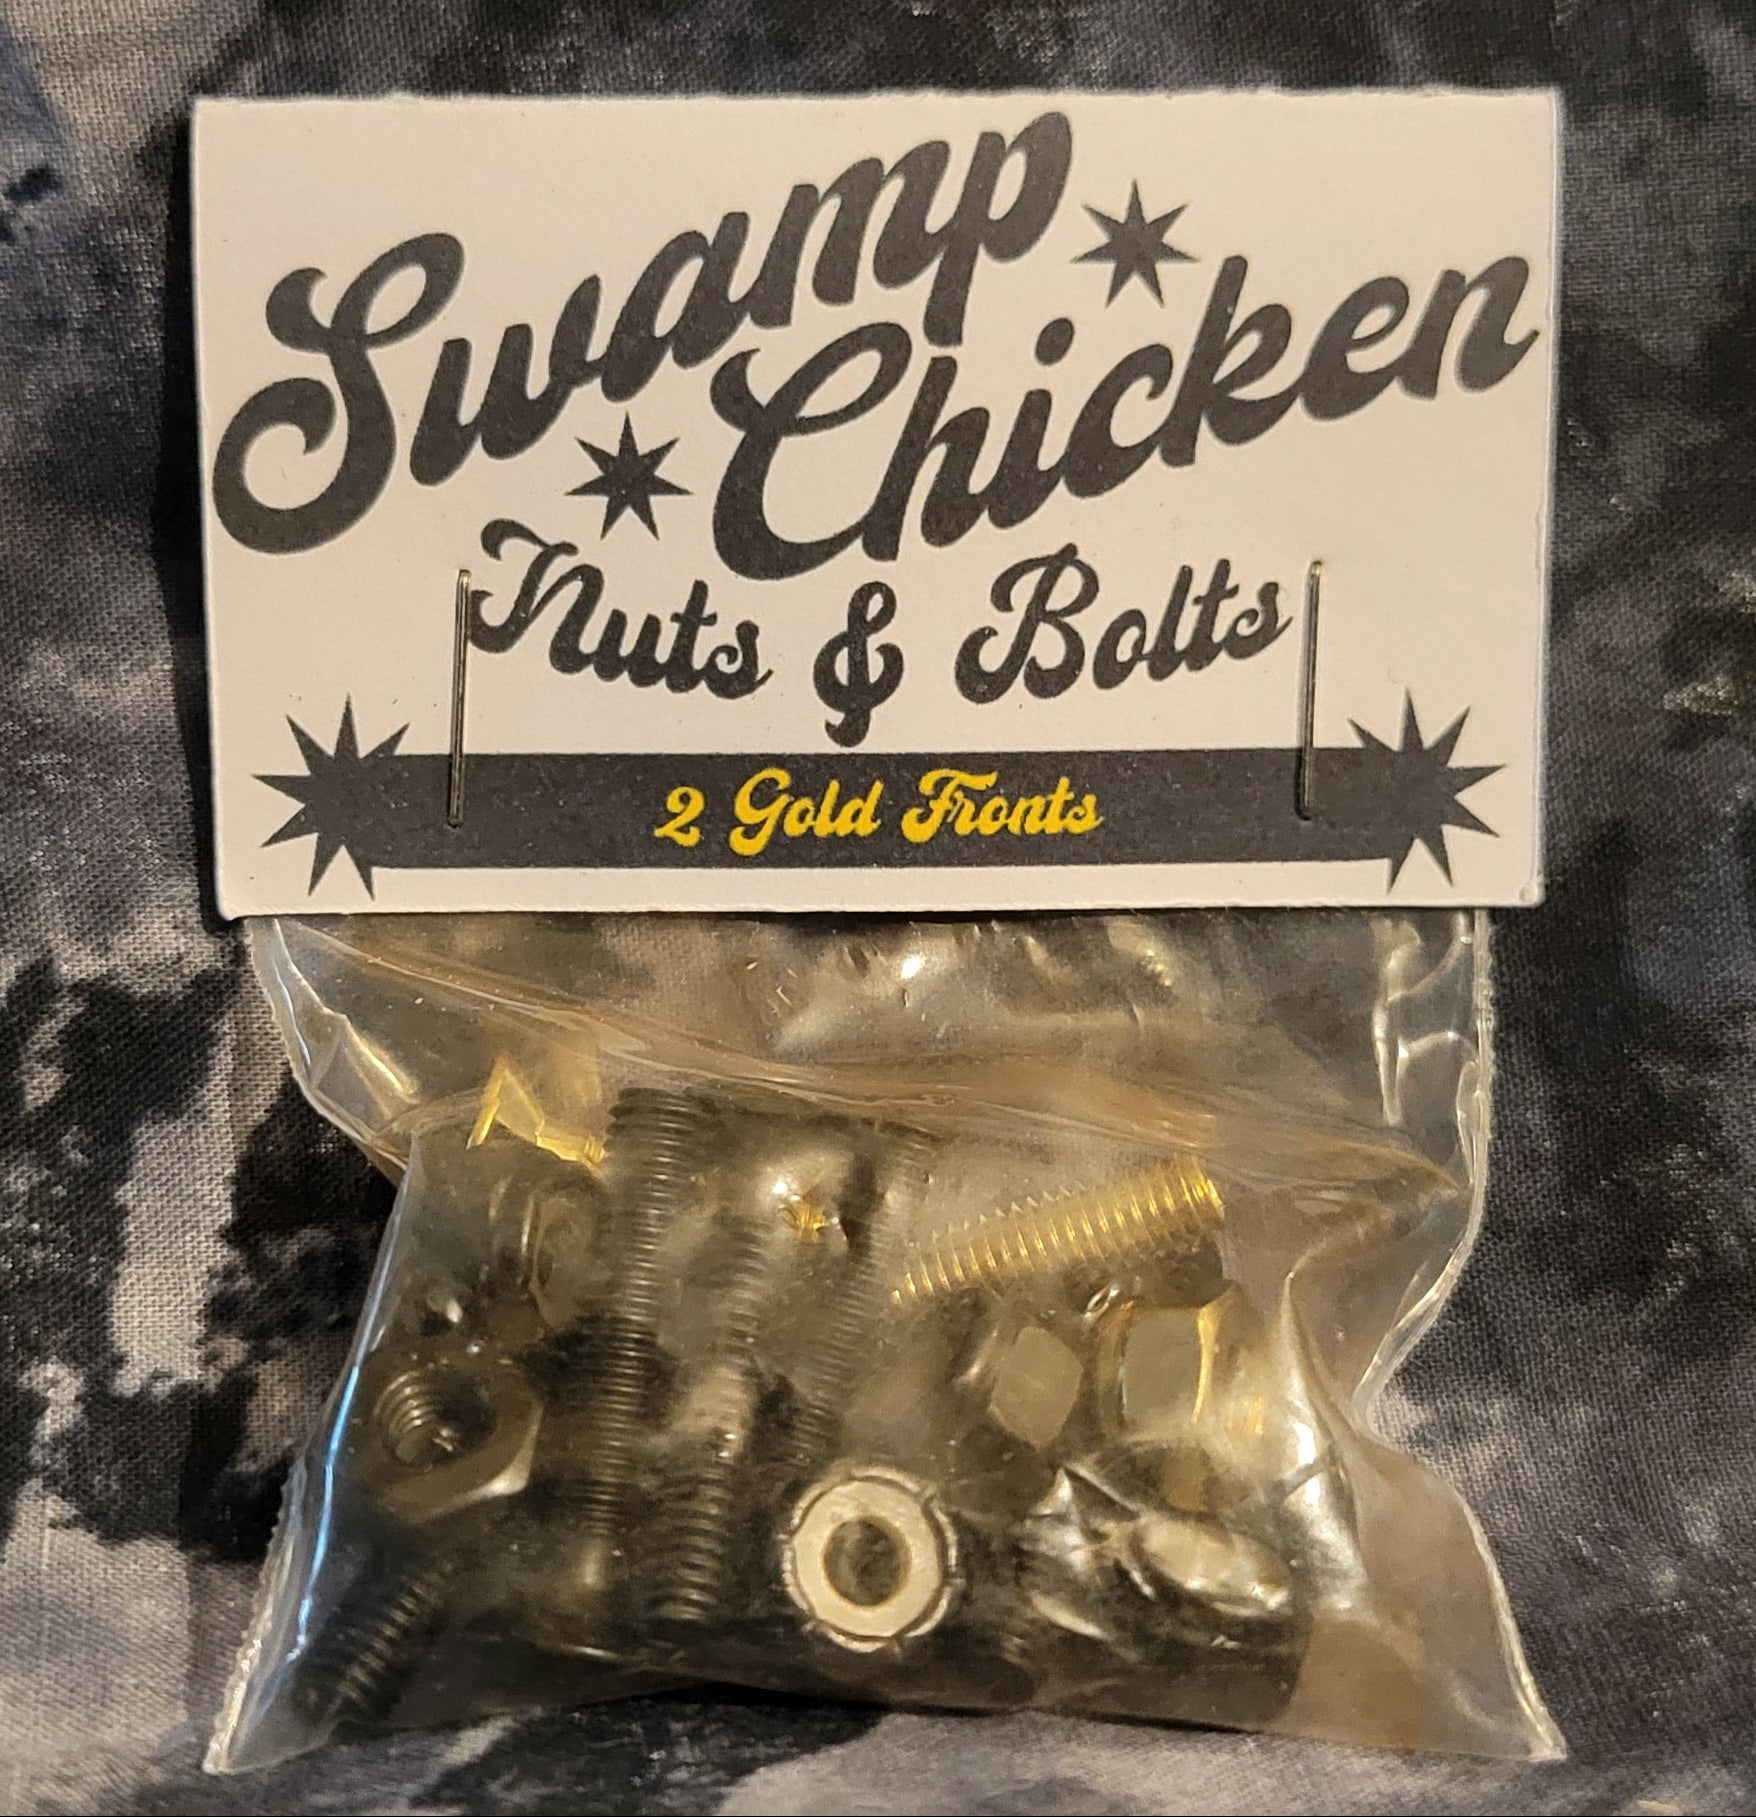 Swamp
Chicken
Nuts & Bolts
2 Gold Fronts